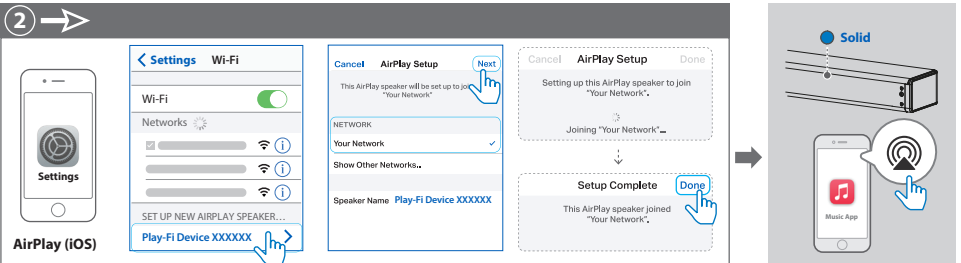 2
Settings
AirPlay (iOS)
Settings Wi-Fi
Wi-Fi
Networks
SET UP NEW AIRPLAY SPEAKER...
Play-Fi Device XXXXXX
Cancel AirPlay Setup Next
This AirPlay speaker will be set up to joi
"Your Network"
NETWORK
Your Network
Show Other Networks..
Speaker Name Play-Fi Device XXXXXX
Cancel AirPlay Setup Done
Setting up this AirPlay speaker to join
"Your Network".
Joining "Your Network"...
Setup Complete Done
This AirPlay speaker joined
"Your Network".
Solid
Music App